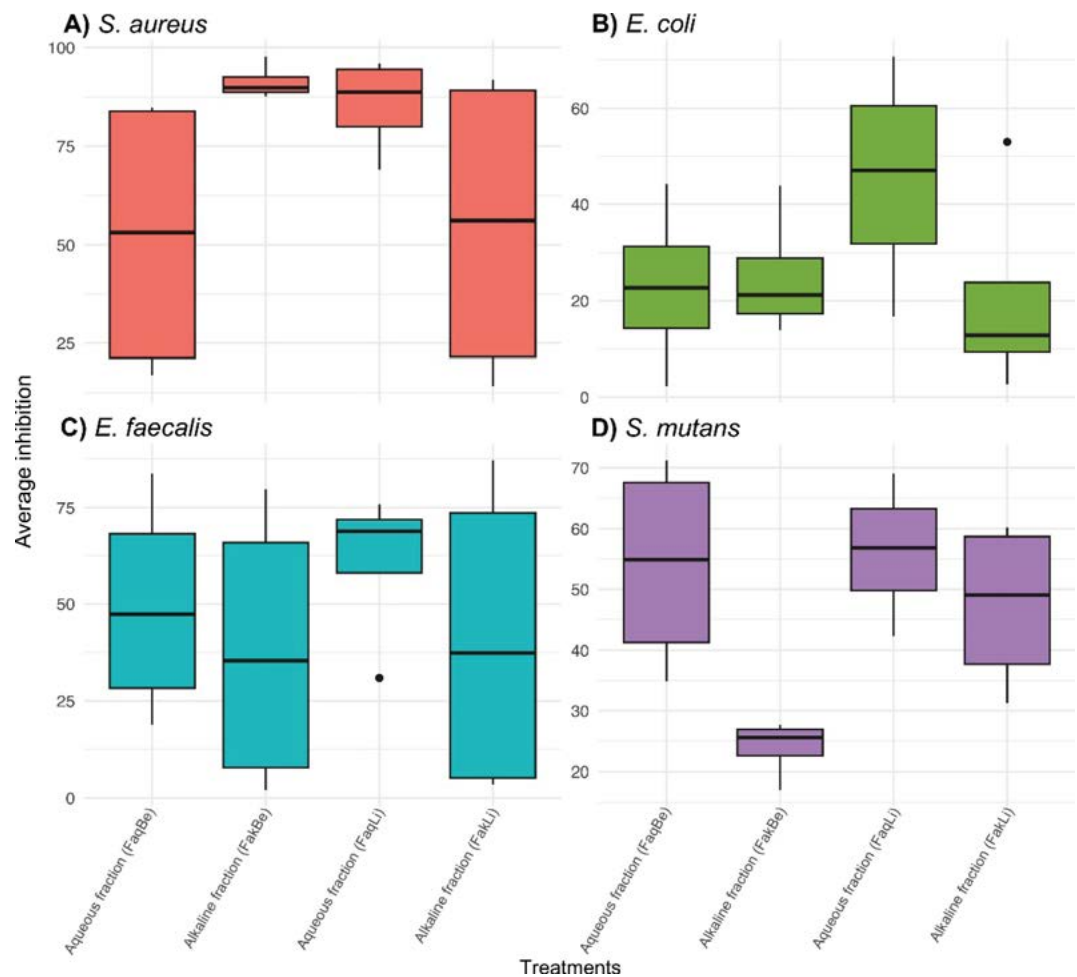 A) S. aureus
100
75
50
25
B) E. coli
60
40
20
0
C) E. faecalis
75
50
25
0
D) S. mutans
70
60
50
40
30
20
Average inhibition
Aqueous fraction (FaqBe)
Alkaline fraction (FakBe)
Aqueous fraction (FaqLi)
Alkaline fraction (FakLi)
Aqueous fraction (FaqBe)
Alkaline fraction (FakBe)
Aqueous fraction (FaqLi)
Alkaline fraction (FakLi)
Treatments